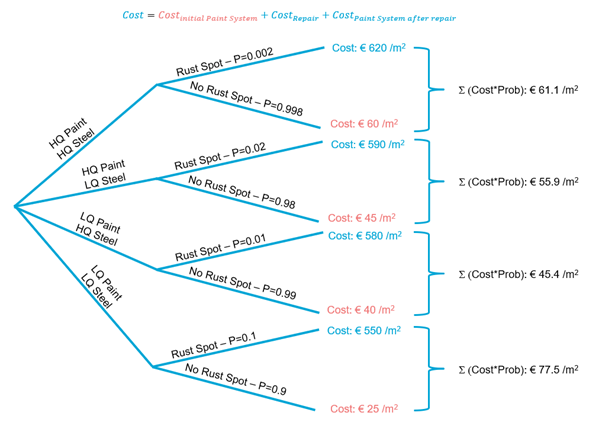 Cost = Cost initial Paint System + Cost Repair + Cost Paint System after repair
Rust Spot – P=0.002
Cost: € 620 /m²
No Rust Spot – P=0.998
Cost: € 60 /m²
HQ Paint
HQ Steel
Σ (Cost*Prob): € 61.1 /m²
Rust Spot – P=0.02
Cost: € 590 /m²
No Rust Spot – P=0.98
Cost: € 45 /m²
HQ Paint
LQ Steel
Σ (Cost*Prob): € 55.9 /m²
Rust Spot – P=0.01
Cost: € 580 /m²
No Rust Spot – P=0.99
Cost: € 40 /m²
LQ Paint
HQ Steel
Σ (Cost*Prob): € 45.4 /m²
Rust Spot – P=0.1
Cost: € 550 /m²
No Rust Spot – P=0.9
Cost: € 25 /m²
LQ Paint
LQ Steel
Σ (Cost*Prob): € 77.5 /m²